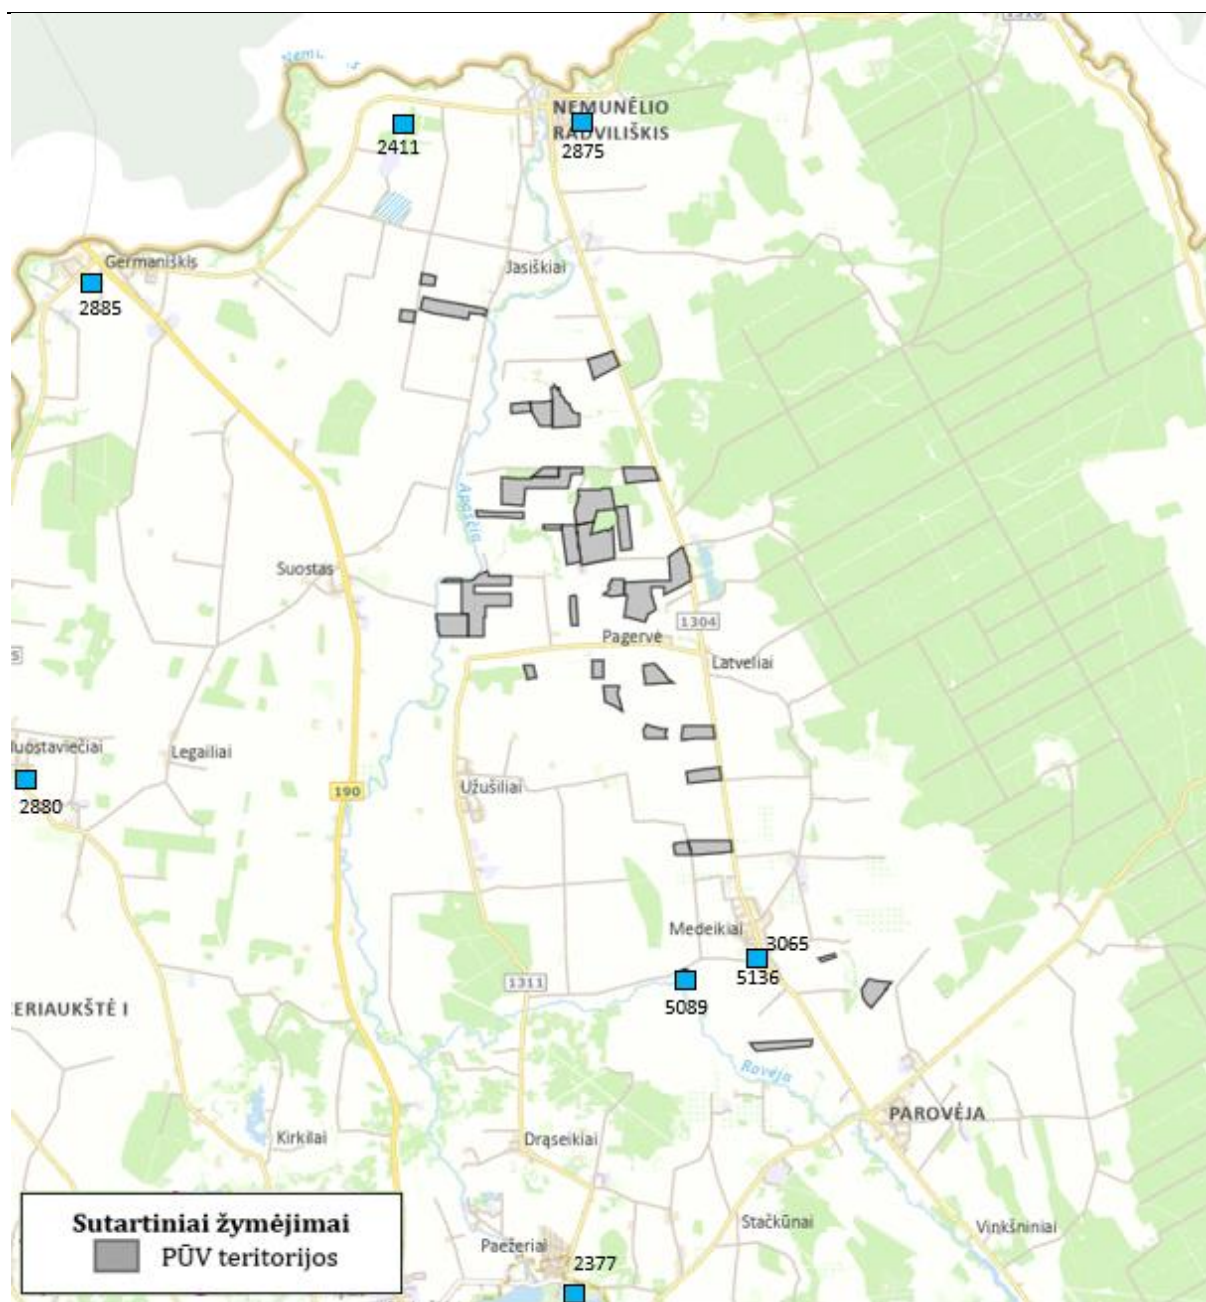 NEMUNĖLIO
RADVILIŠKIS
2411
2875
Germaniškis
Jasiškiai
2885
Apaščia
Suostas
1304
Pagervė
Latveliai
Legailiai
190
Užušiliai
2880
Medeikiai
3065
5136
1311
5089
Rovėja
PAROVĖJA
Kirkilai
Drąseikiai
Sutartiniai žymėjimai
PŪV teritorijos
Stačkūnai
Vinkšniniai
Paežeriai
2377